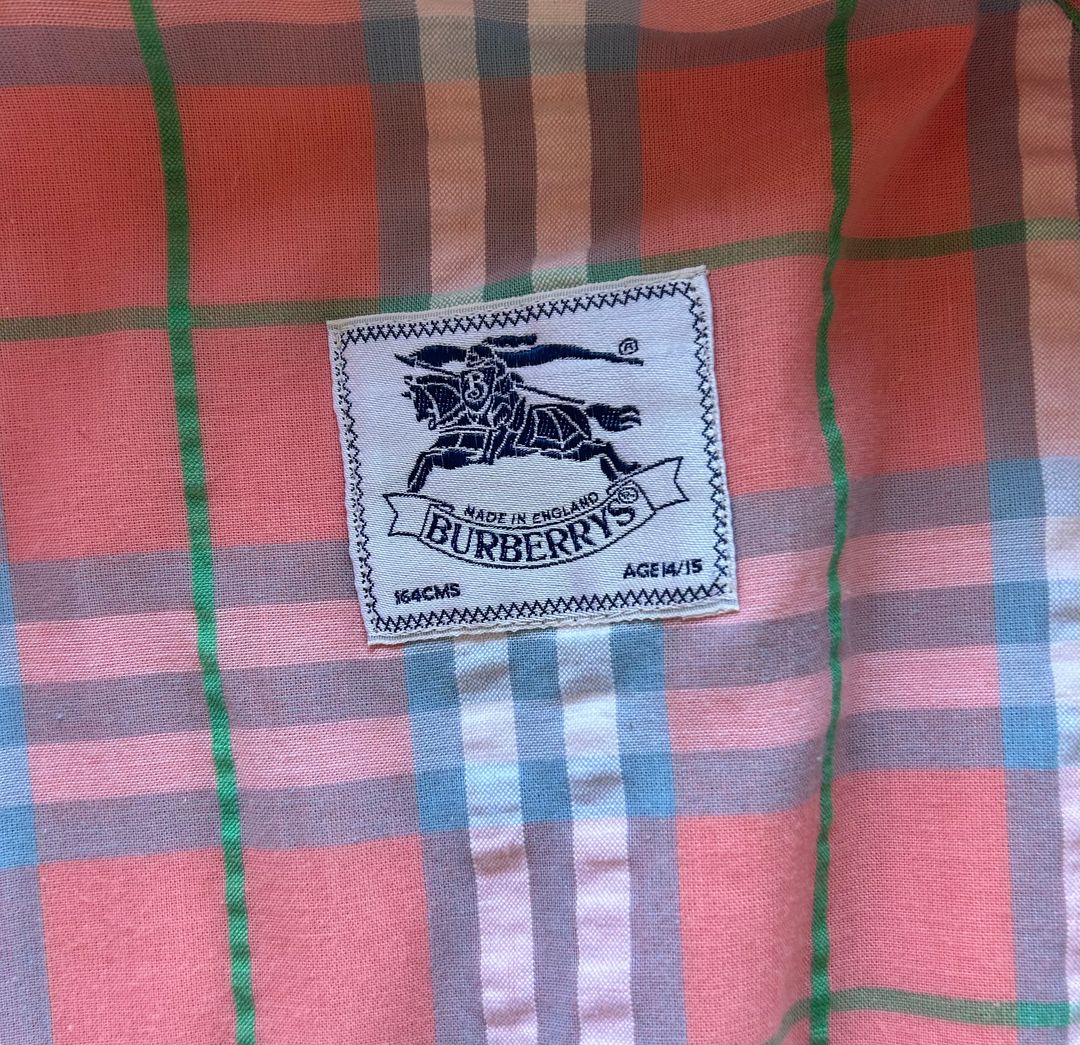 B ®
MADE IN ENGLAND
BURBERRYS®
164CMS AGE14/15